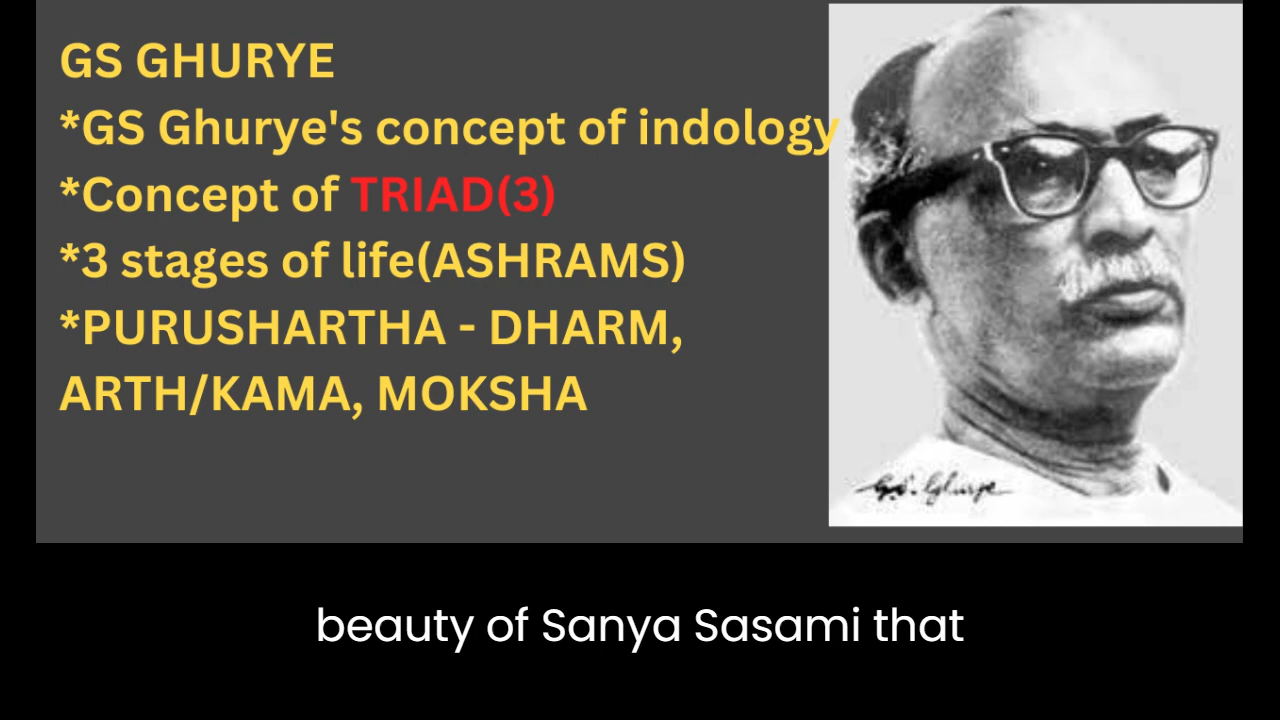 GS GHURYE
*GS Ghurye's concept of indology
*Concept of TRIAD(3)
*3 stages of life(ASHRAMS)
*PURUSHARTHA - DHARM,
ARTH/KAMA, MOKSHA
G.S. Ghurye
beauty of Sanya Sasami that